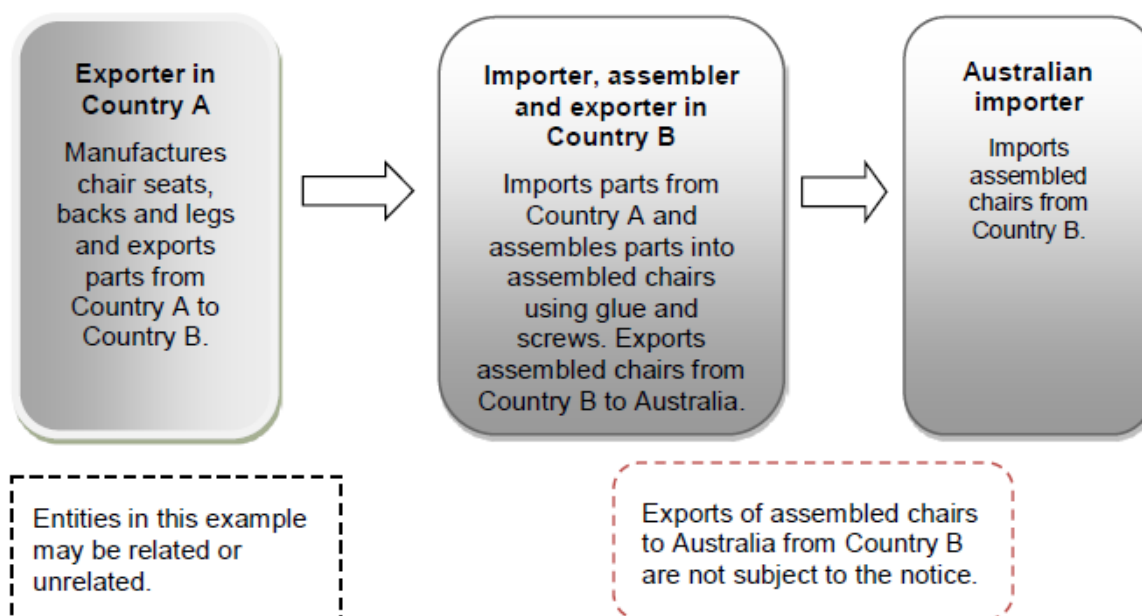 Exporter in
Country A
Manufactures
chair seats,
backs and legs
and exports
parts from
Country A to
Country B.
Importer, assembler
and exporter in
Country B
Imports parts from
Country A and
assembles parts into
assembled chairs
using glue and
screws. Exports
assembled chairs from
Country B to Australia.
Australian
importer
Imports
assembled
chairs from
Country B.
Entities in this example
may be related or
unrelated.
Exports of assembled chairs
to Australia from Country B
are not subject to the notice.